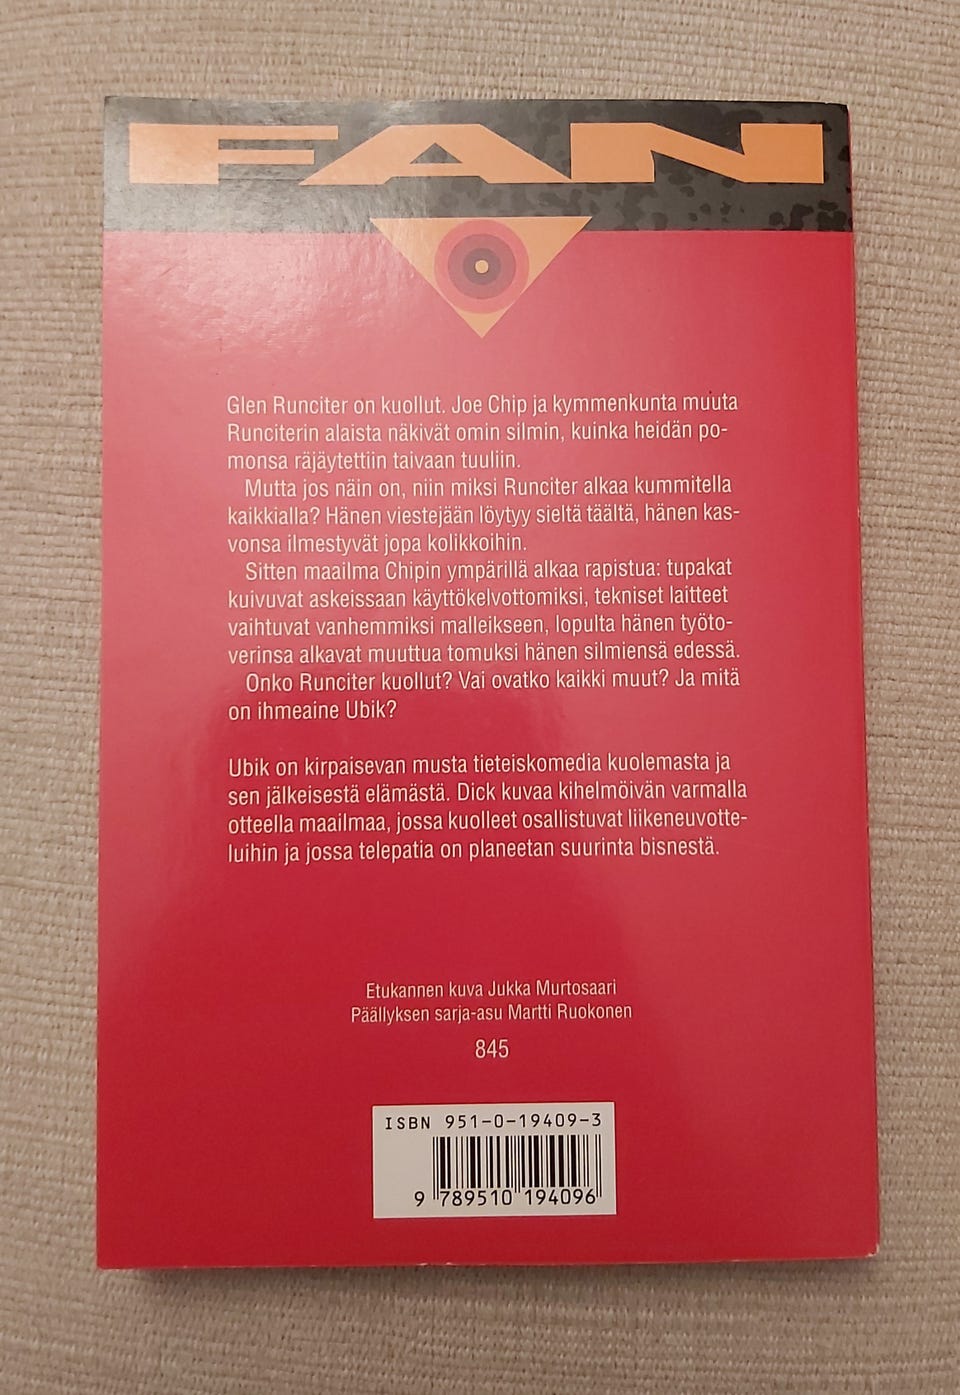 FAN
Glen Runciter on kuollut. Joe Chip ja kymmenkunta muuta
Runciterin alaista näkivät omin silmin, kuinka heidän po-
monsa räjäytettiin taivaan tuuliin.
Mutta jos näin on, niin miksi Runciter alkaa kummitella
kaikkialla? Hänen viestejään löytyy sieltä täältä, hänen kas-
vonsa ilmestyvät jopa kolikkoihin.
Sitten maailma Chipin ympärillä alkaa rapistua: tupakat
kuivuvat askeissaan käyttökelvottomiksi, tekniset laitteet
vaihtuvat vanhemmiksi malleikseen, lopulta hänen työto-
verinsa alkavat muuttua tomuksi hänen silmiensä edessä.
Onko Runciter kuollut? Vai ovatko kaikki muut? Ja mitä
on ihmeaine Ubik?
Ubik on kirpaisevan musta tieteiskomedia kuolemasta ja
sen jälkeisestä elämästä. Dick kuvaa kihelmöivän varmalla
otteella maailmaa, jossa kuolleet osallistuvat liikeneuvotte-
luihin ja jossa telepatia on planeetan suurinta bisnestä.
Etukannen kuva Jukka Murtosaari
Päällyksen sarja-asu Martti Ruokonen
845
ISBN 951-0-19409-3
9 789510 194096